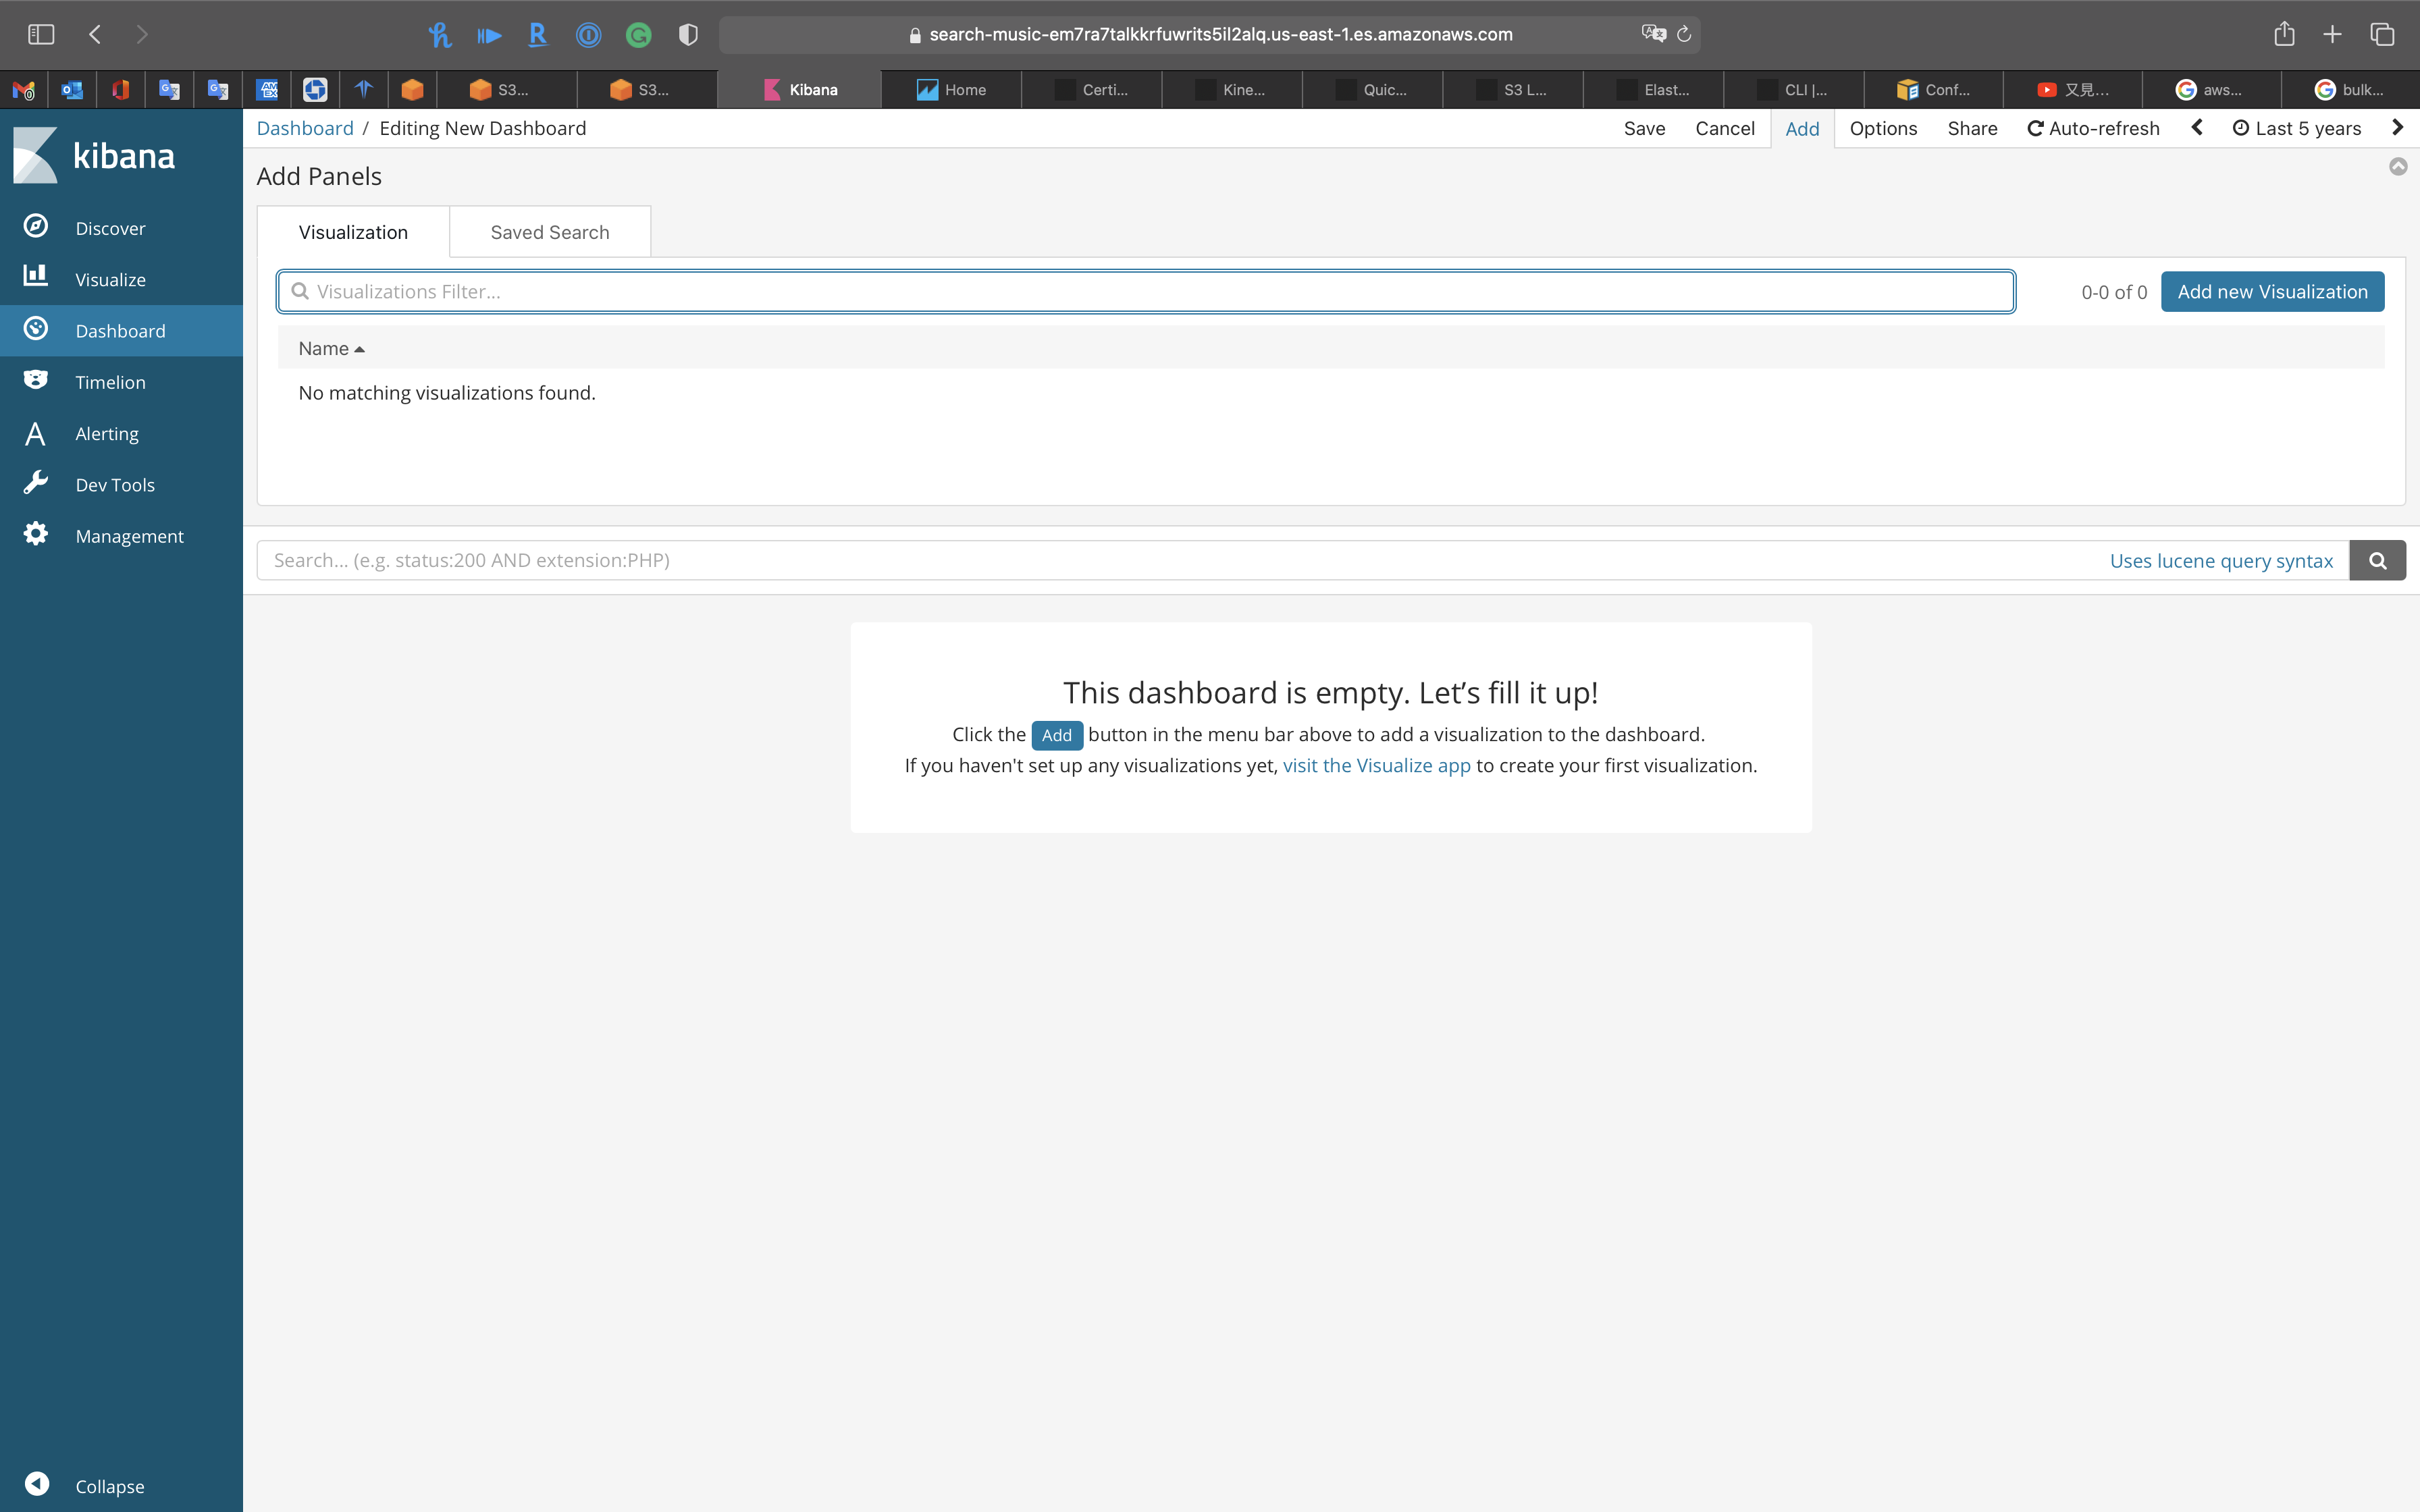 search-music-em7ra7talkkrfuwrits5il2alq.us-east-1.es.amazonaws.com
S3... S3... Kibana Home Certi... Kine... Quic... S3 L... Elast... CLI |... Conf... 又見... aws... bulk...
kibana
Discover
Visualize
Dashboard
Timelion
Alerting
Dev Tools
Management
Collapse
Dashboard / Editing New Dashboard
Save Cancel Add Options Share Auto-refresh Last 5 years
Add Panels
Visualization Saved Search
Visualizations Filter...
0-0 of 0 Add new Visualization
Name
No matching visualizations found.
Search... (e.g. status:200 AND extension:PHP) Uses lucene query syntax
This dashboard is empty. Let’s fill it up!
Click the Add button in the menu bar above to add a visualization to the dashboard.
If you haven't set up any visualizations yet, visit the Visualize app to create your first visualization.